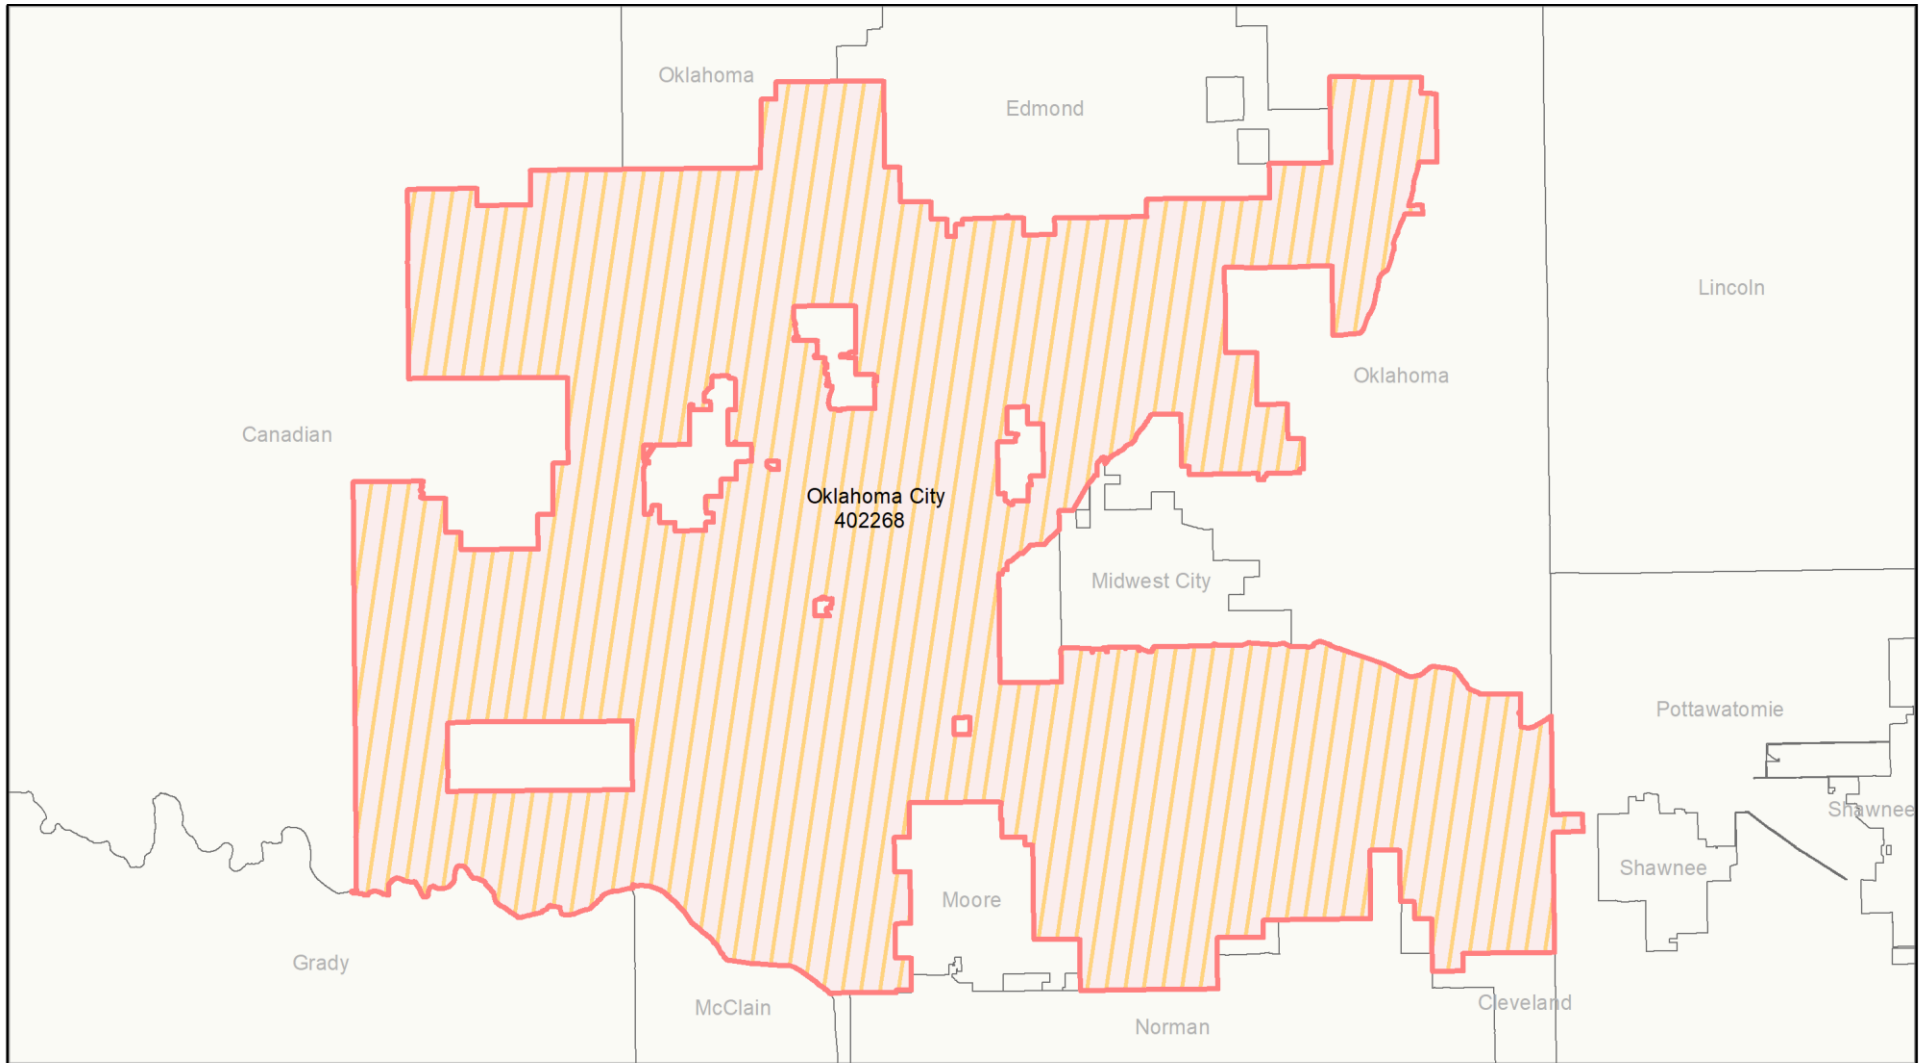 Oklahoma
Edmond
Lincoln
Oklahoma
Canadian
Oklahoma City
402268
Midwest City
Pottawatomie
Shawnee
Shawnee
Moore
Grady
McClain
Cleveland
Norman